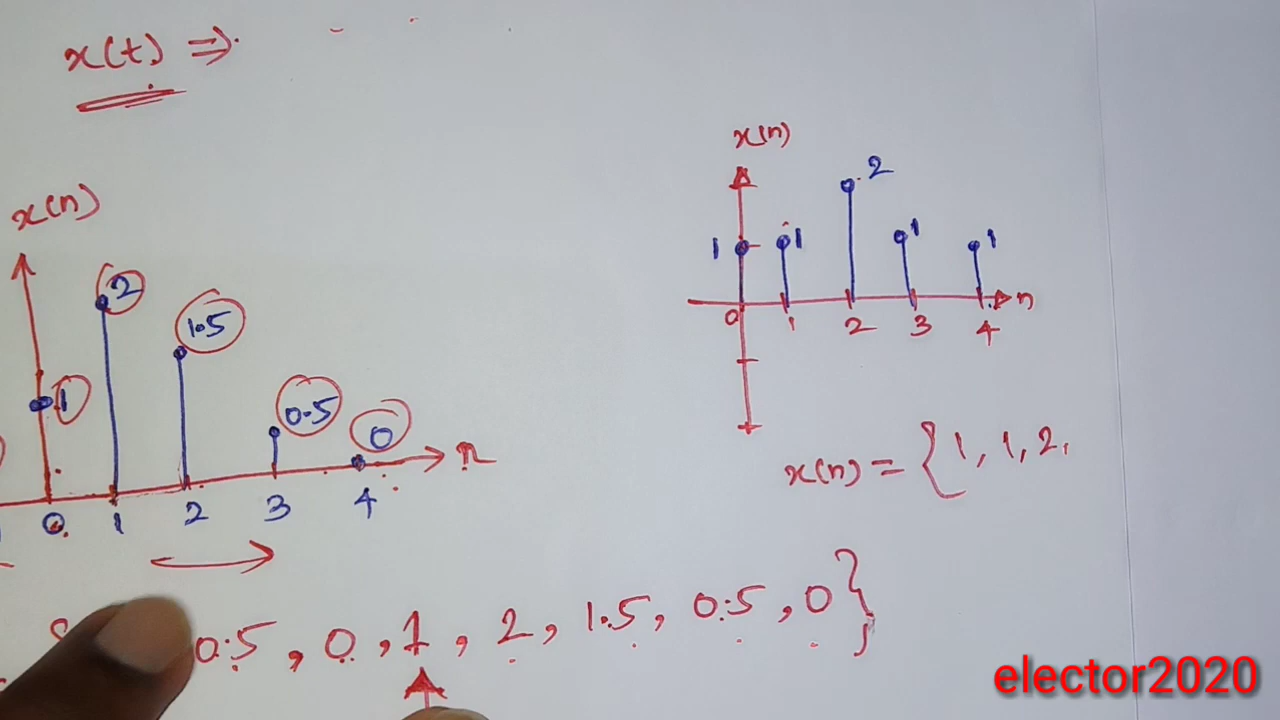 x(t) ⇒
x(n)
2
1.5
1
0.5
0
n
0 1 2 3 4
0.5, 0, 1, 2, 1.5, 0.5, 0}
x(n)
2
1 1 1 1
n
0 1 2 3 4
x(n) = {1, 1, 2,
elector2020